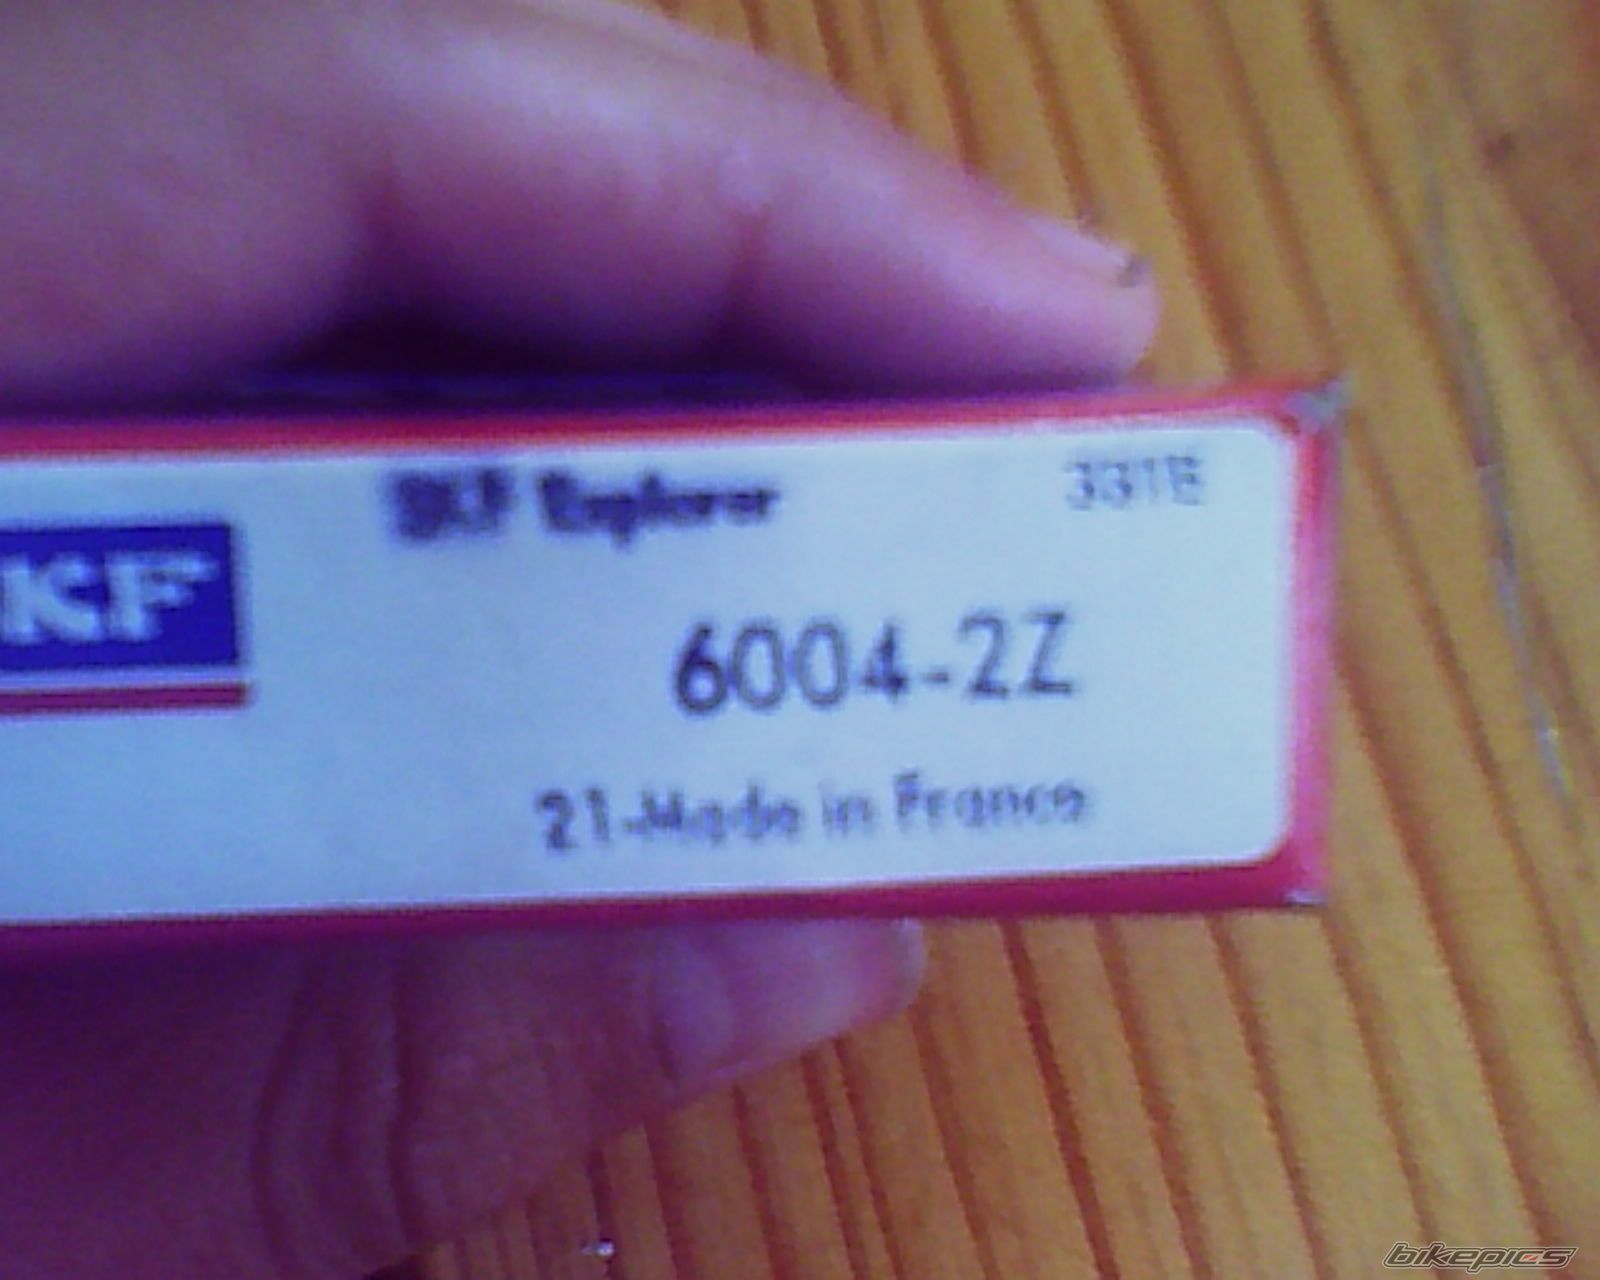 SKF Explorer 331E
KF
6004-2Z
21-Made in France
bikepics